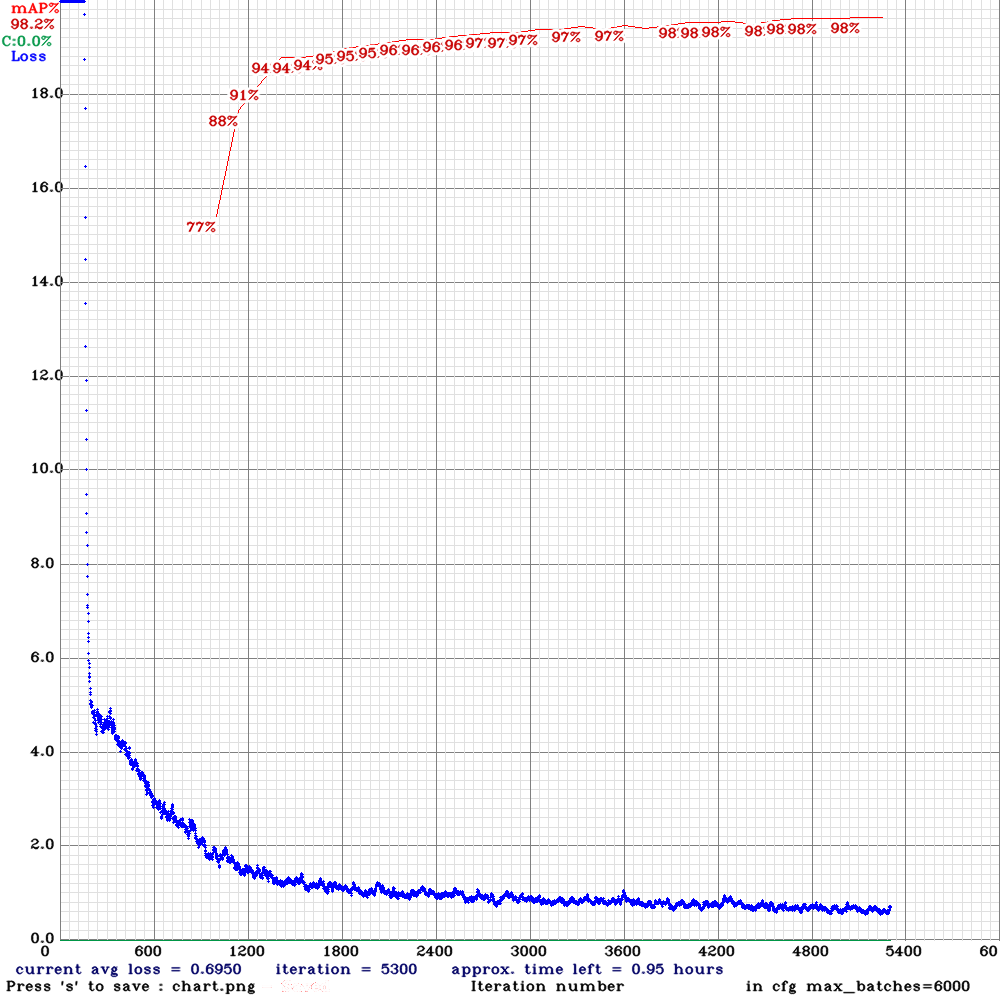 mAP%
98.2%
C:0.0%
Loss
77%
88%
91%
94 94 94% 95 95 95 96 96 96 96 97 97 97% 97% 97% 98 98 98% 98 98 98% 98%
18.0
16.0
14.0
12.0
10.0
8.0
6.0
4.0
2.0
0.0
0 600 1200 1800 2400 3000 3600 4200 4800 5400 60
current avg loss = 0.6950 iteration = 5300 approx. time left = 0.95 hours
Press 's' to save : chart.png Iteration number in cfg max_batches=6000